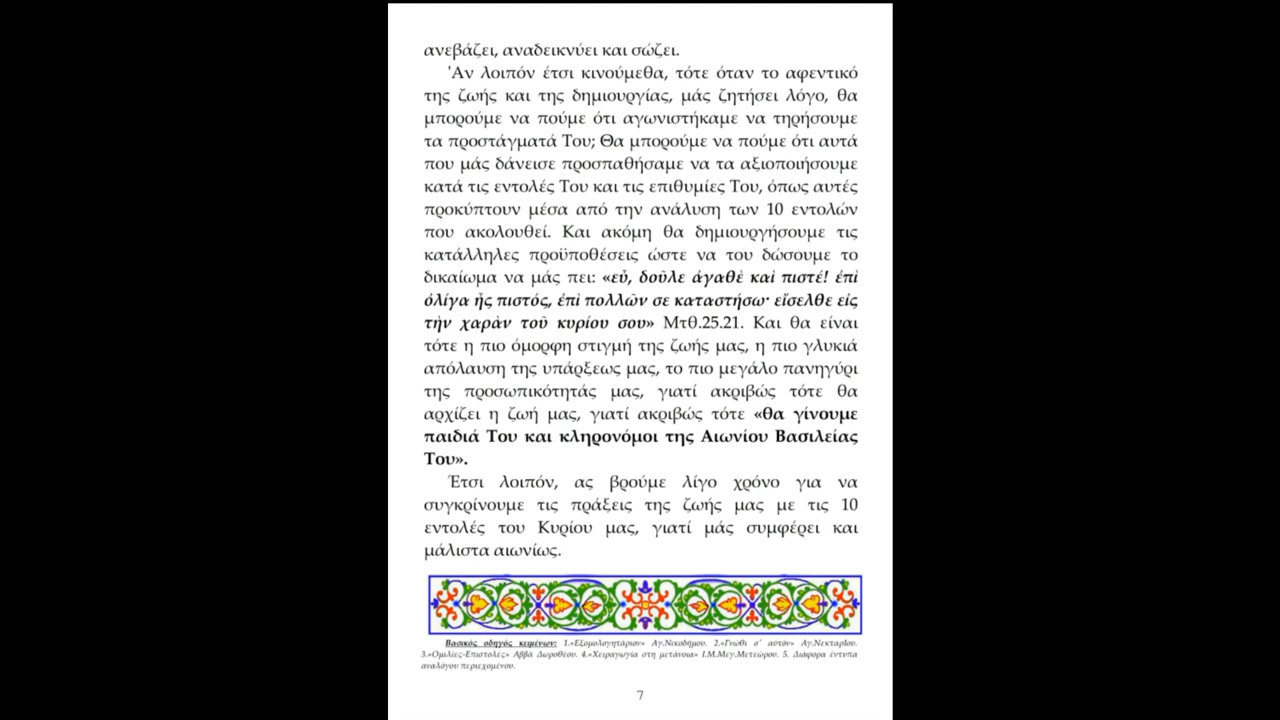 ανεβάζει, αναδεικνύει και σώζει.
Ἀν λοιπόν έτσι κινούμεθα, τότε όταν το αφεντικό
της ζωής και της δημιουργίας, μάς ζητήσει λόγο, θα
μπορούμε να πούμε ότι αγωνιστήκαμε να τηρήσουμε
τα προστάγματά Του; Θα μπορούμε να πούμε ότι αυτά
που μάς δάνεισε προσπαθήσαμε να τα αξιοποιήσουμε
κατά τις εντολές Του και τις επιθυμίες Του, όπως αυτές
προκύπτουν μέσα από την ανάλυση των 10 εντολών
που ακολουθεί. Και ακόμη θα δημιουργήσουμε τις
κατάλληλες προϋποθέσεις ώστε να του δώσουμε το
δικαίωμα να μάς πει: «εὖ, δοῦλε ἀγαθὲ καὶ πιστέ! ἐπὶ
ὀλίγα ἦς πιστός, ἐπὶ πολλῶν σε καταστήσω· εἴσελθε εἰς
τὴν χαρὰν τοῦ κυρίου σου» Μτθ.25.21. Και θα είναι
τότε η πιο όμορφη στιγμή της ζωής μας, η πιο γλυκιά
απόλαυση της υπάρξεως μας, το πιο μεγάλο πανηγύρι
της προσωπικότητάς μας, γιατί ακριβώς τότε θα
αρχίζει η ζωή μας, γιατί ακριβώς τότε «θα γίνουμε
παιδιά Του και κληρονόμοι της Αιωνίου Βασιλείας
Του».
Έτσι λοιπόν, ας βρούμε λίγο χρόνο για να
συγκρίνουμε τις πράξεις της ζωής μας με τις 10
εντολές του Κυρίου μας, γιατί μάς συμφέρει και
μάλιστα αιωνίως.
Βασικός οδηγός κειμένων: 1.«Εξομολογητάριον» Αγ.Νικοδήμου. 2.«Γνώθι σ' αὑτόν» Αγ.Νεκταρίου.
3.«Ομιλίες-Επιστολές» Αββά Δωροθέου. 4.«Χειραγωγία στη μετάνοια» Ι.Μ.Μεγ.Μετεώρου. 5. Διάφορα έντυπα
αναλόγου περιεχομένου.
7